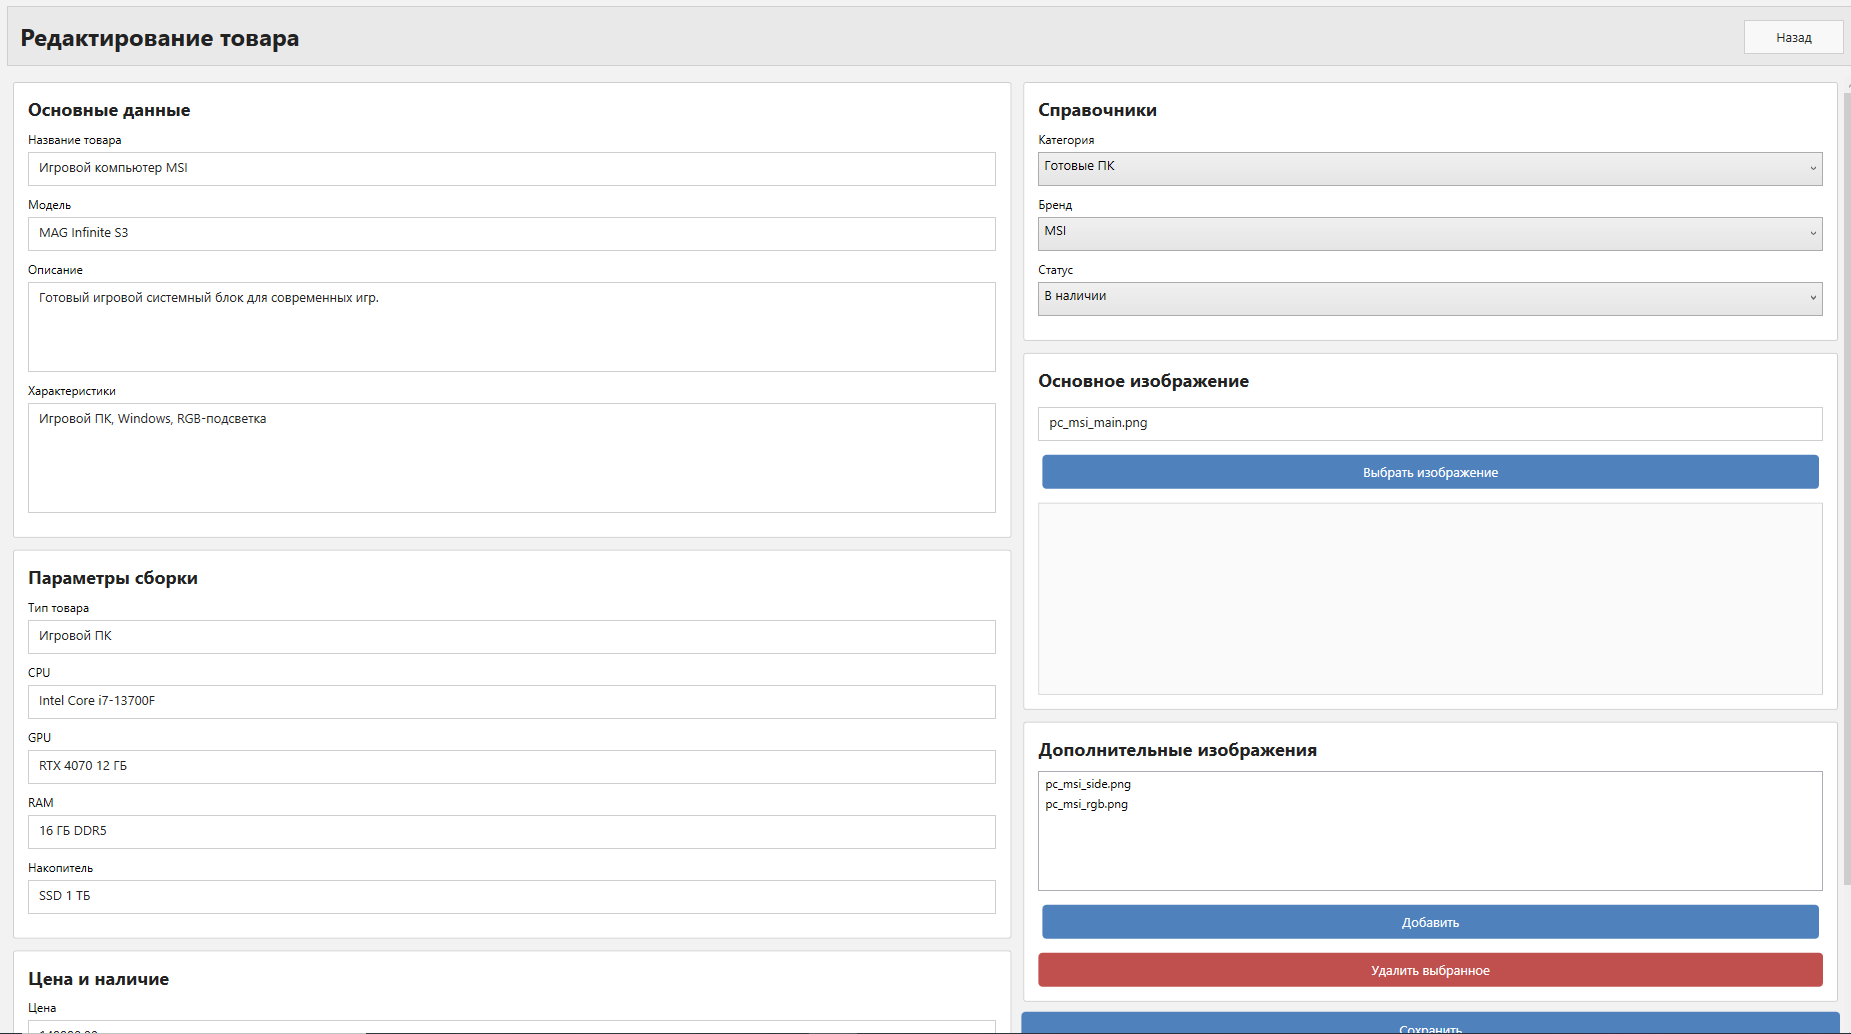 Редактирование товара
Назад
Основные данные
Название товара
Игровой компьютер MSI
Модель
MAG Infinite S3
Описание
Готовый игровой системный блок для современных игр.
Характеристики
Игровой ПК, Windows, RGB-подсветка
Параметры сборки
Тип товара
Игровой ПК
CPU
Intel Core i7-13700F
GPU
RTX 4070 12 ГБ
RAM
16 ГБ DDR5
Накопитель
SSD 1 ТБ
Цена и наличие
Цена
Справочники
Категория
Готовые ПК
Бренд
MSI
Статус
В наличии
Основное изображение
pc_msi_main.png
Выбрать изображение
Дополнительные изображения
pc_msi_side.png
pc_msi_rgb.png
Добавить
Удалить выбранное
Сохранить